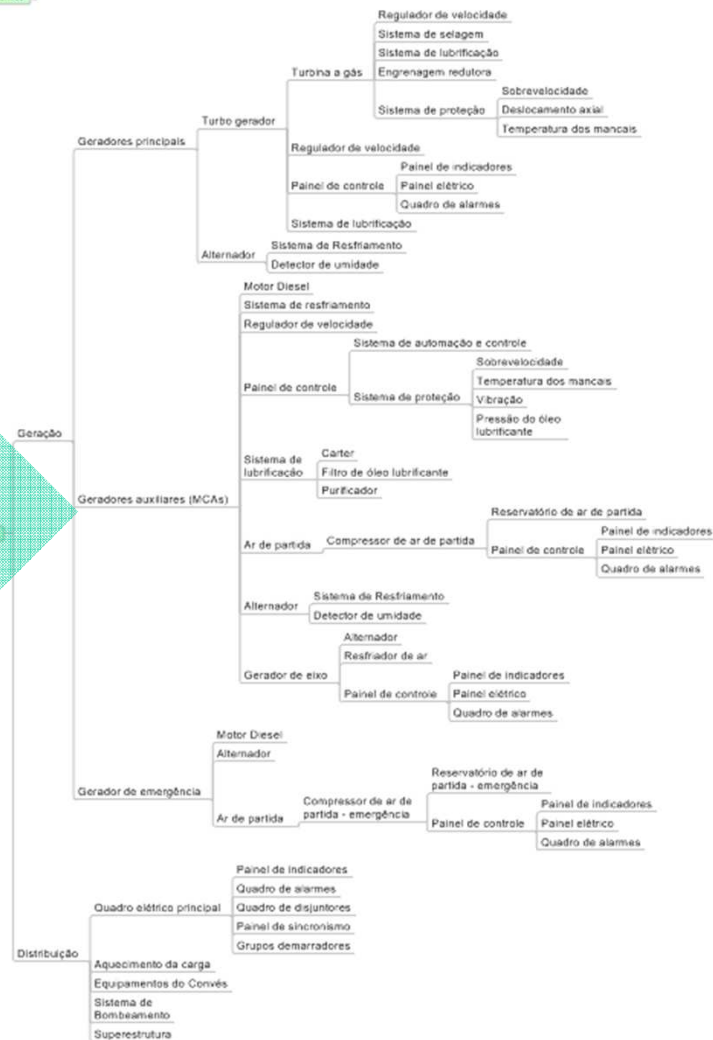 Regulador de velocidade
Sistema de selagem
Sistema de lubrificação
Turbina a gás
Engrenagem redutora
Sobrevelocidade
Sistema de proteção
Deslocamento axial
Turbo gerador
Temperatura dos mancais
Geradores principais
Regulador de velocidade
Painel de indicadores
Painel de controle
Painel elétrico
Quadro de alarmes
Sistema de lubrificação
Sistema de Resfriamento
Alternador
Detector de umidade
Motor Diesel
Sistema de resfriamento
Regulador de velocidade
Sistema de automação e controle
Sobrevelocidade
Painel de controle
Temperatura dos mancais
Sistema de proteção
Vibração
Pressão do óleo
lubrificante
Geração
Sistema de
lubrificação
Carter
Filtro de óleo lubrificante
Purificador
Geradores auxiliares (MCAs)
Reservatório de ar de partida
Ar de partida
Compressor de ar de partida
Painel de indicadores
Painel de controle
Painel elétrico
Quadro de alarmes
Sistema de Resfriamento
Alternador
Detector de umidade
Alternador
Resfriador de ar
Gerador de eixo
Painel de indicadores
Painel de controle
Painel elétrico
Quadro de alarmes
Motor Diesel
Alternador
Gerador de emergência
Reservatório de ar de
partida - emergência
Ar de partida
Compressor de ar de
partida - emergência
Painel de indicadores
Painel de controle
Painel elétrico
Quadro de alarmes
Painel de indicadores
Quadro de alarmes
Quadro elétrico principal
Quadro de disjuntores
Painel de sincronismo
Grupos demarradores
Distribuição
Aquecimento da carga
Equipamentos do Convés
Sistema de
Bombeamento
Superestrutura